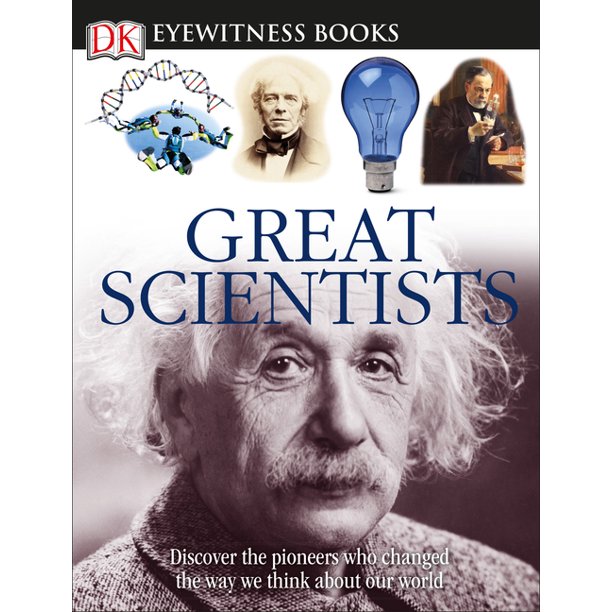 DK EYEWITNESS BOOKS
GREAT
SCIENTISTS
Discover the pioneers who changed
the way we think about our world